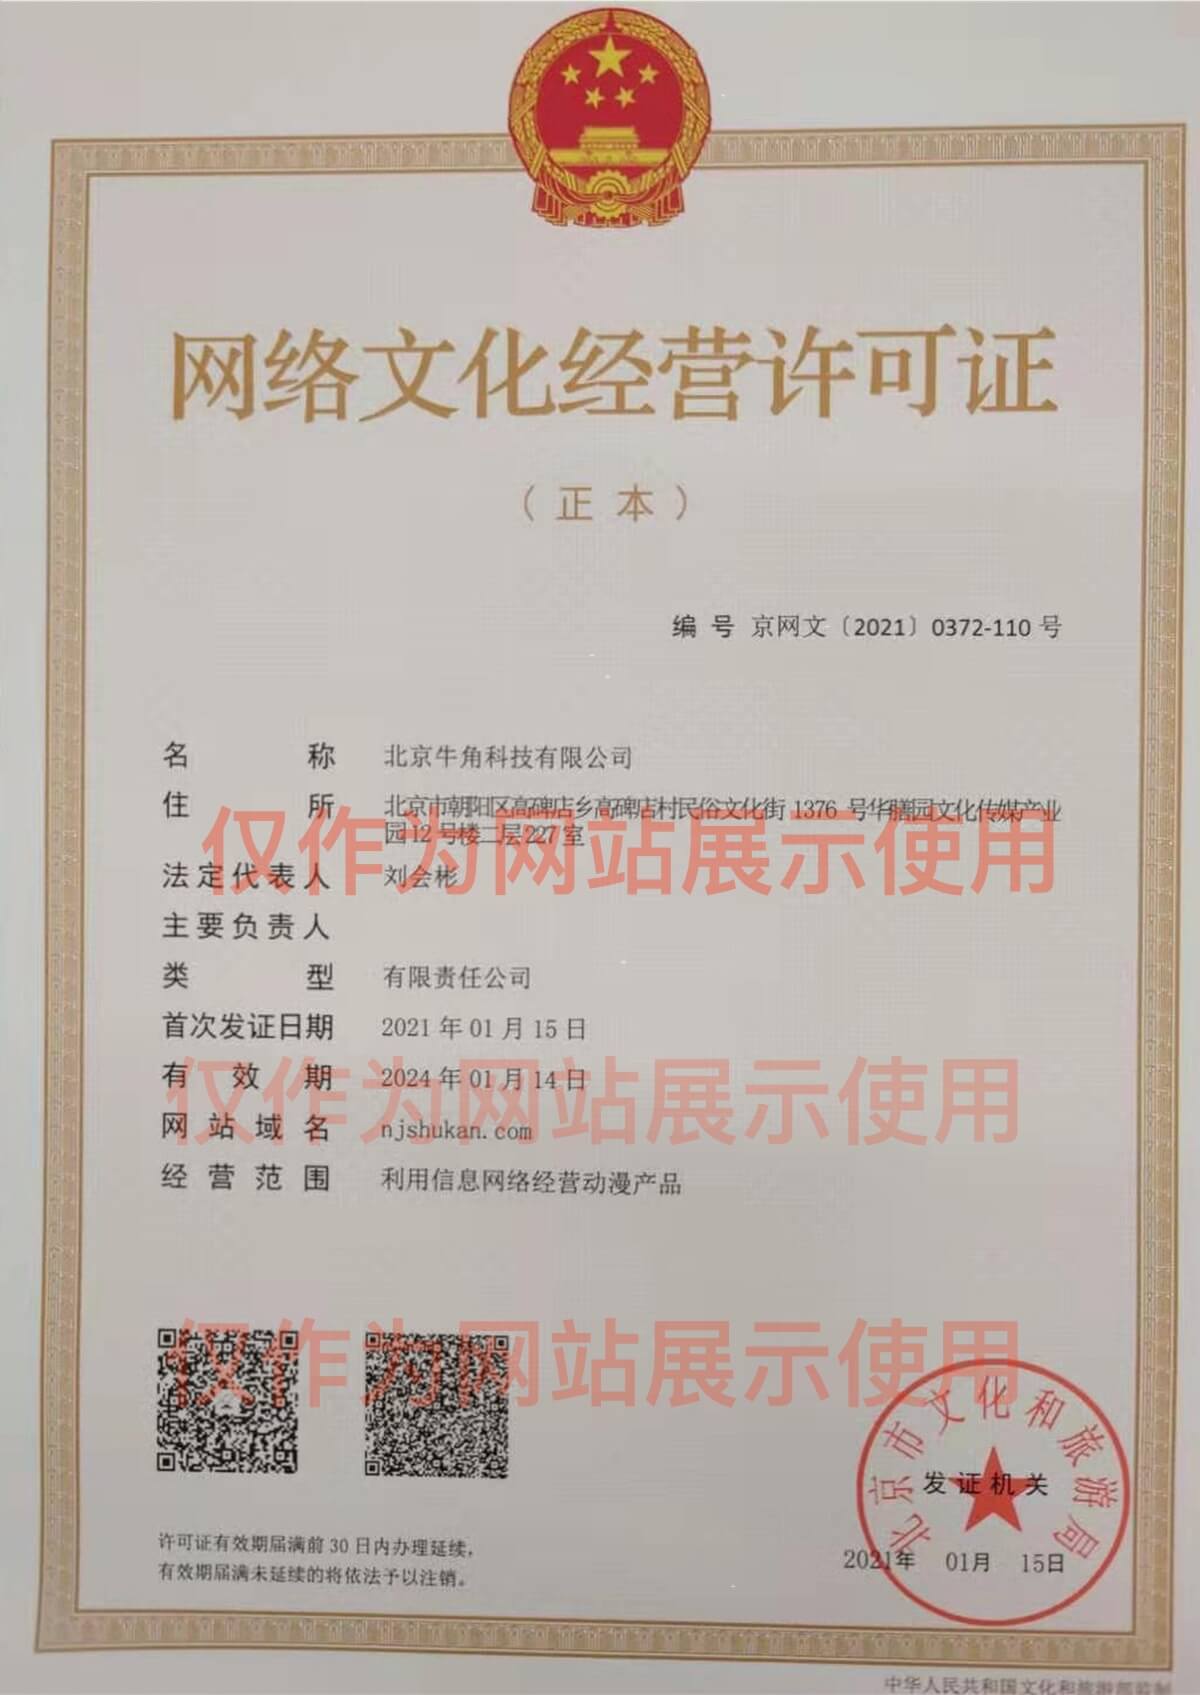 网络文化经营许可证
（正本）
编 号 京网文〔2021〕0372-110 号
名 称 北京牛角科技有限公司
住 所 北京市朝阳区高碑店乡高碑店村民俗文化街 1376 号华膳园文化传媒产业
园12 号楼二层227室
仅作为网站展示使用
法定代表人 刘会彬
主要负责人
类 型 有限责任公司
首次发证日期 2021 年 01 月 15 日
有 效 期 2024 年 01 月 14 日
仅作为网站展示使用
网 站 域 名 njshukan.com
经 营 范 围 利用信息网络经营动漫产品
仅作为网站展示使用
北京市文化和旅游局
发证机关
2021年 01月 15日
许可证有效期届满前 30 日内办理延续，
有效期届满未延续的将依法予以注销。
中华人民共和国文化和旅游部监制